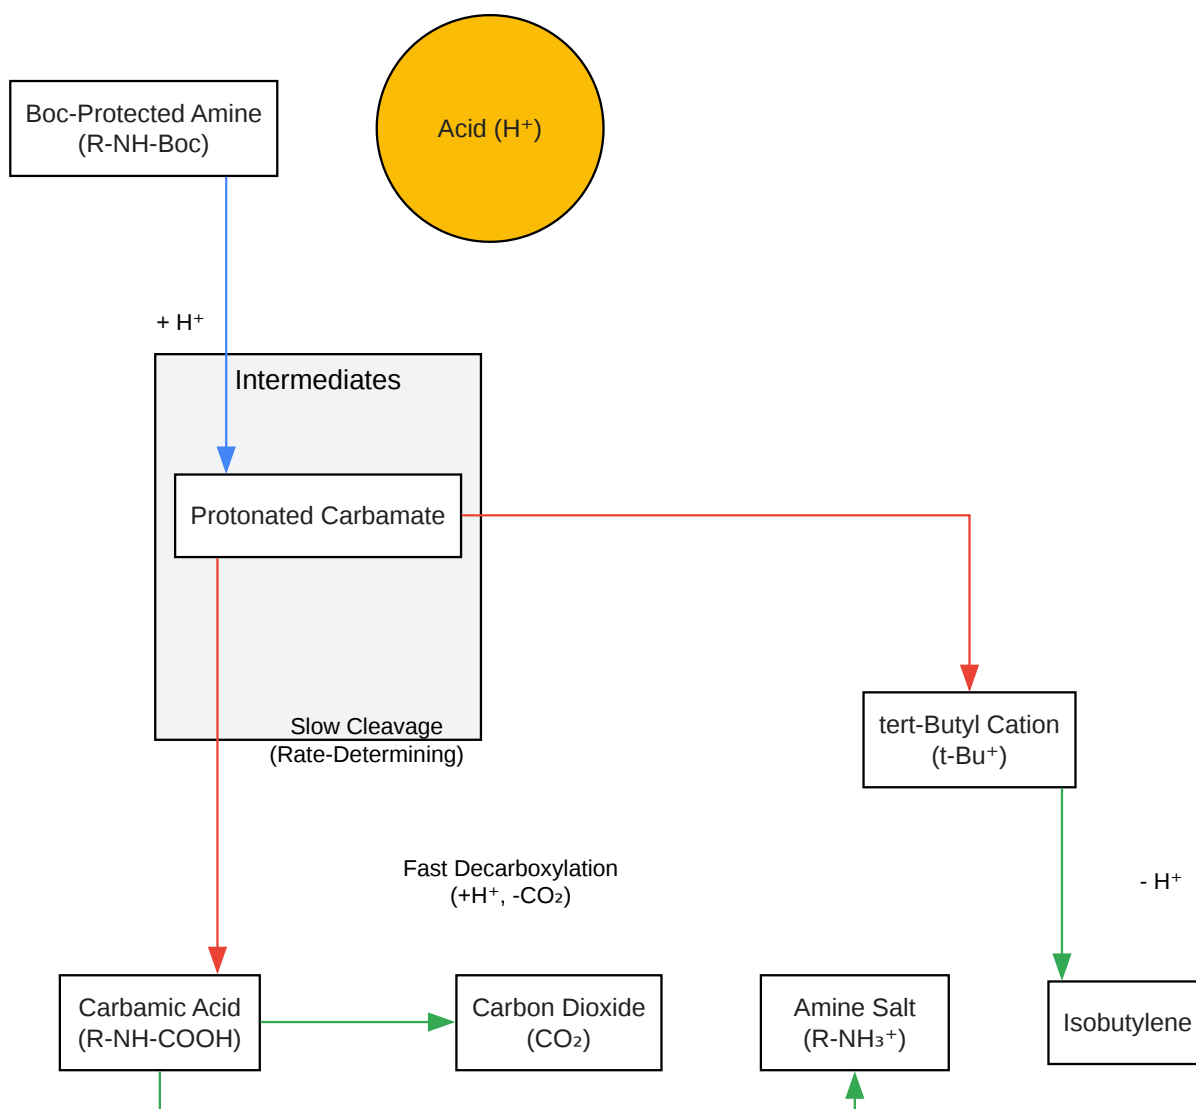 Boc-Protected Amine
(R-NH-Boc)
Acid (H⁺)
+ H⁺
Intermediates
Protonated Carbamate
Slow Cleavage
(Rate-Determining)
tert-Butyl Cation
(t-Bu⁺)
Fast Decarboxylation
(+H⁺, -CO₂)
- H⁺
Carbamic Acid
(R-NH-COOH)
Carbon Dioxide
(CO₂)
Amine Salt
(R-NH₃⁺)
Isobutylene